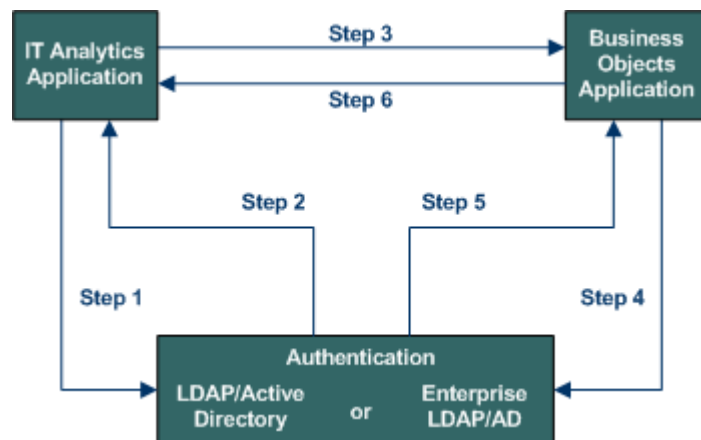 IT Analytics
Application
Step 3
Business
Objects
Application
Step 6
Step 2
Step 5
Step 1
Step 4
Authentication
LDAP/Active
Directory
or
Enterprise
LDAP/AD